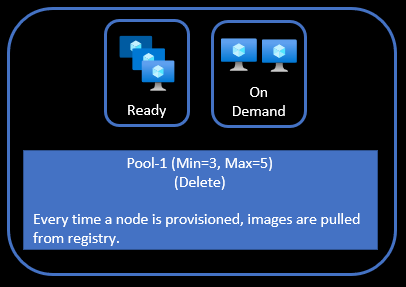 Ready
On
Demand
Pool-1 (Min=3, Max=5)
(Delete)
Every time a node is provisioned, images are pulled
from registry.